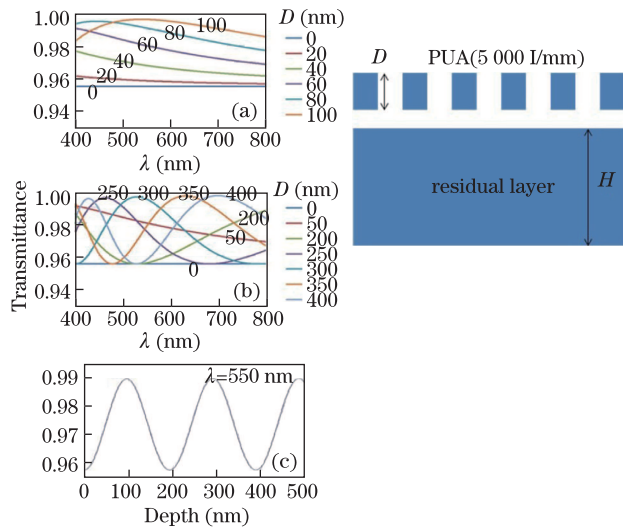 D (nm)
1.00
0.98
0.96
0.94
100
80
60
40
20
0
(a)
0
20
40
60
80
100
400 500 600 700 800
λ (nm)
Transmittance
D (nm)
1.00
0.98
0.96
0.94
250 300 350 400
200
50
0
(b)
0
50
200
250
300
350
400
400 500 600 700 800
λ (nm)
0.99
0.98
0.97
0.96
λ=550 nm
(c)
0 100 200 300 400 500
Depth (nm)
PUA(5 000 I/mm)
D
residual layer
H